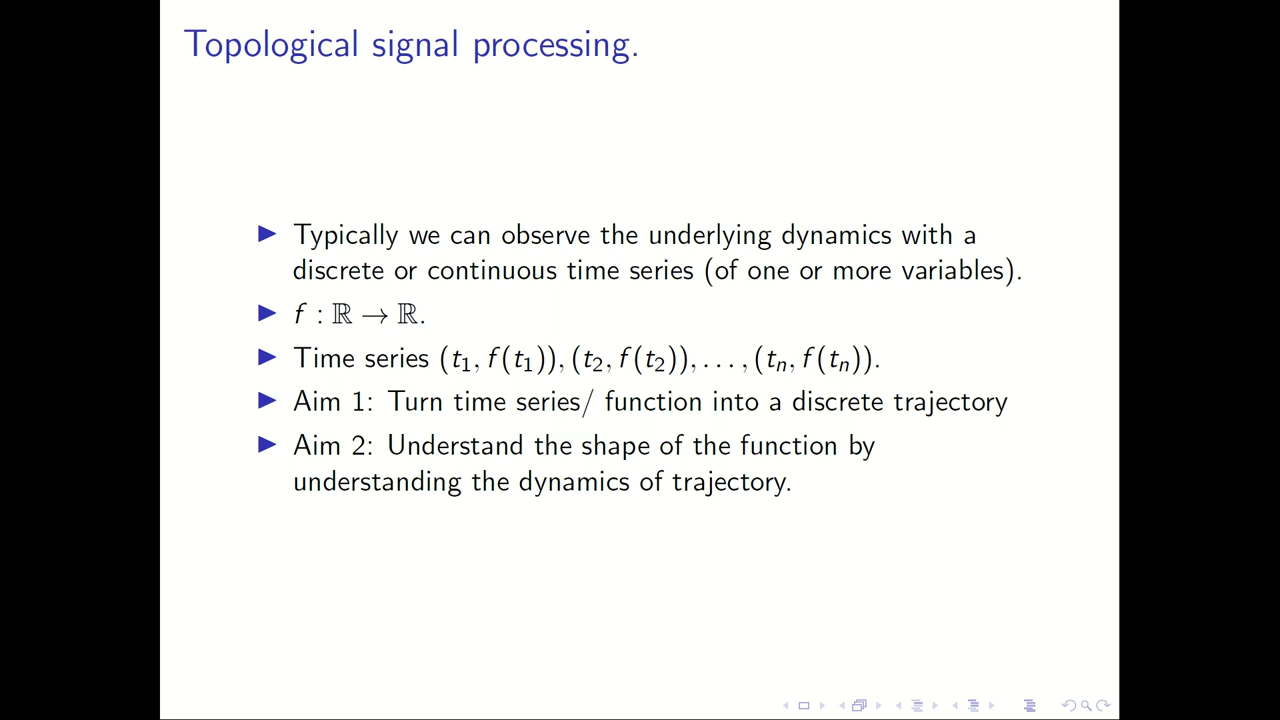 Topological signal processing.
▶ Typically we can observe the underlying dynamics with a
discrete or continuous time series (of one or more variables).
▶ f : ℝ → ℝ.
▶ Time series (t₁, f(t₁)), (t₂, f(t₂)), . . . , (tₙ, f(tₙ)).
▶ Aim 1: Turn time series/ function into a discrete trajectory
▶ Aim 2: Understand the shape of the function by
understanding the dynamics of trajectory.